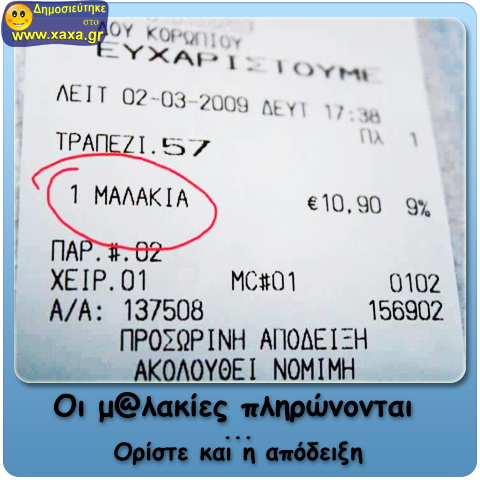 Δημοσιεύτηκε
στο
www.xaxa.gr
ΔΟΥ ΚΟΡΩΠΙΟΥ
ΕΥΧΑΡΙΣΤΟΥΜΕ
ΛΕΙΤ 02-03-2009 ΔΕΥΤ 17:38
ΠΛ 1
ΤΡΑΠΕΖΙ.57
1 ΜΑΛΑΚΙΑ €10,90 9%
ΠΑΡ.#.02
ΧΕΙΡ.01 MC#01 0102
Α/Α: 137508 156902
ΠΡΟΣΩΡΙΝΗ ΑΠΟΔΕΙΞΗ
ΑΚΟΛΟΥΘΕΙ ΝΟΜΙΜΗ
Οι μ@λακίες πληρώνονται
...
Ορίστε και η απόδειξη